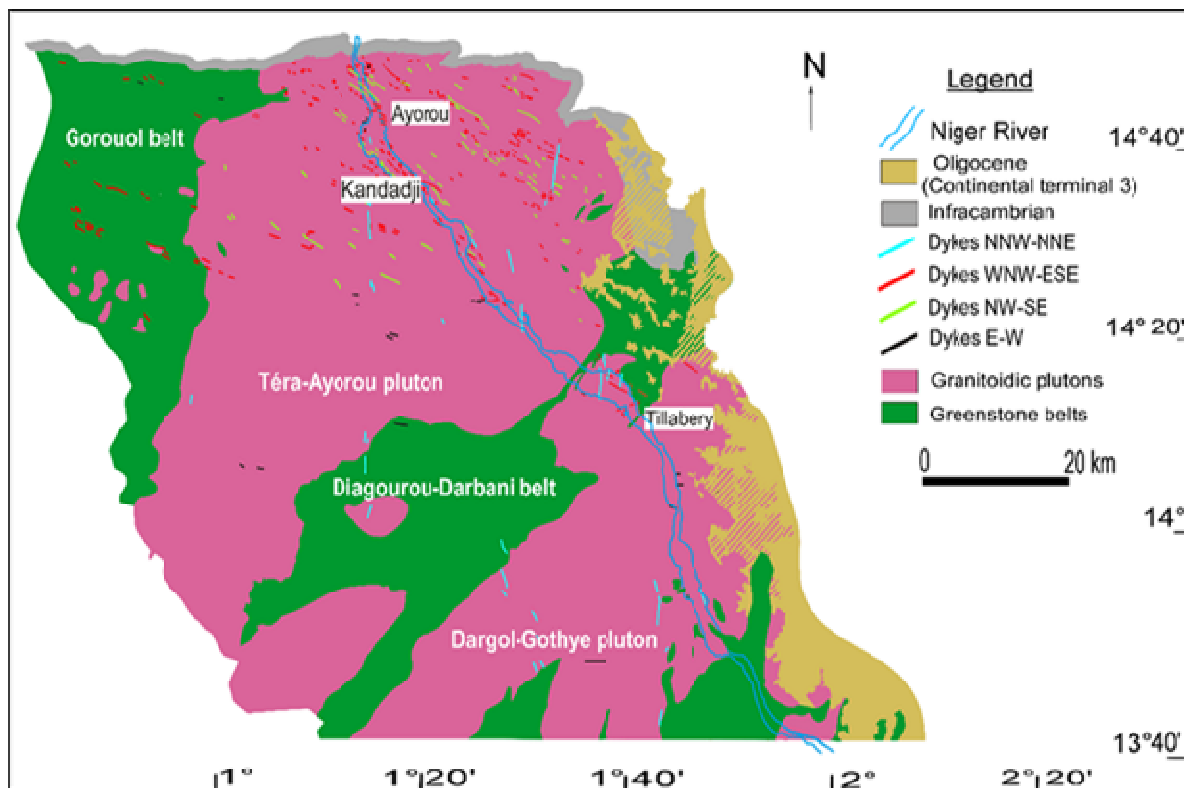 N
Legend
Niger River
Oligocene
(Continental terminal 3)
Infracambrian
Dykes NNW-NNE
Dykes WNW-ESE
Dykes NW-SE
Dykes E-W
Granitoidic plutons
Greenstone belts
0 20 km
Ayorou
Gorouol belt
Kandadji
Téra-Ayorou pluton
Tillabery
Diagourou-Darbani belt
Dargol-Gothye pluton
14°40'
14° 20'
14°
13°40'
1° 1°20' 1°40' 2° 2°20'